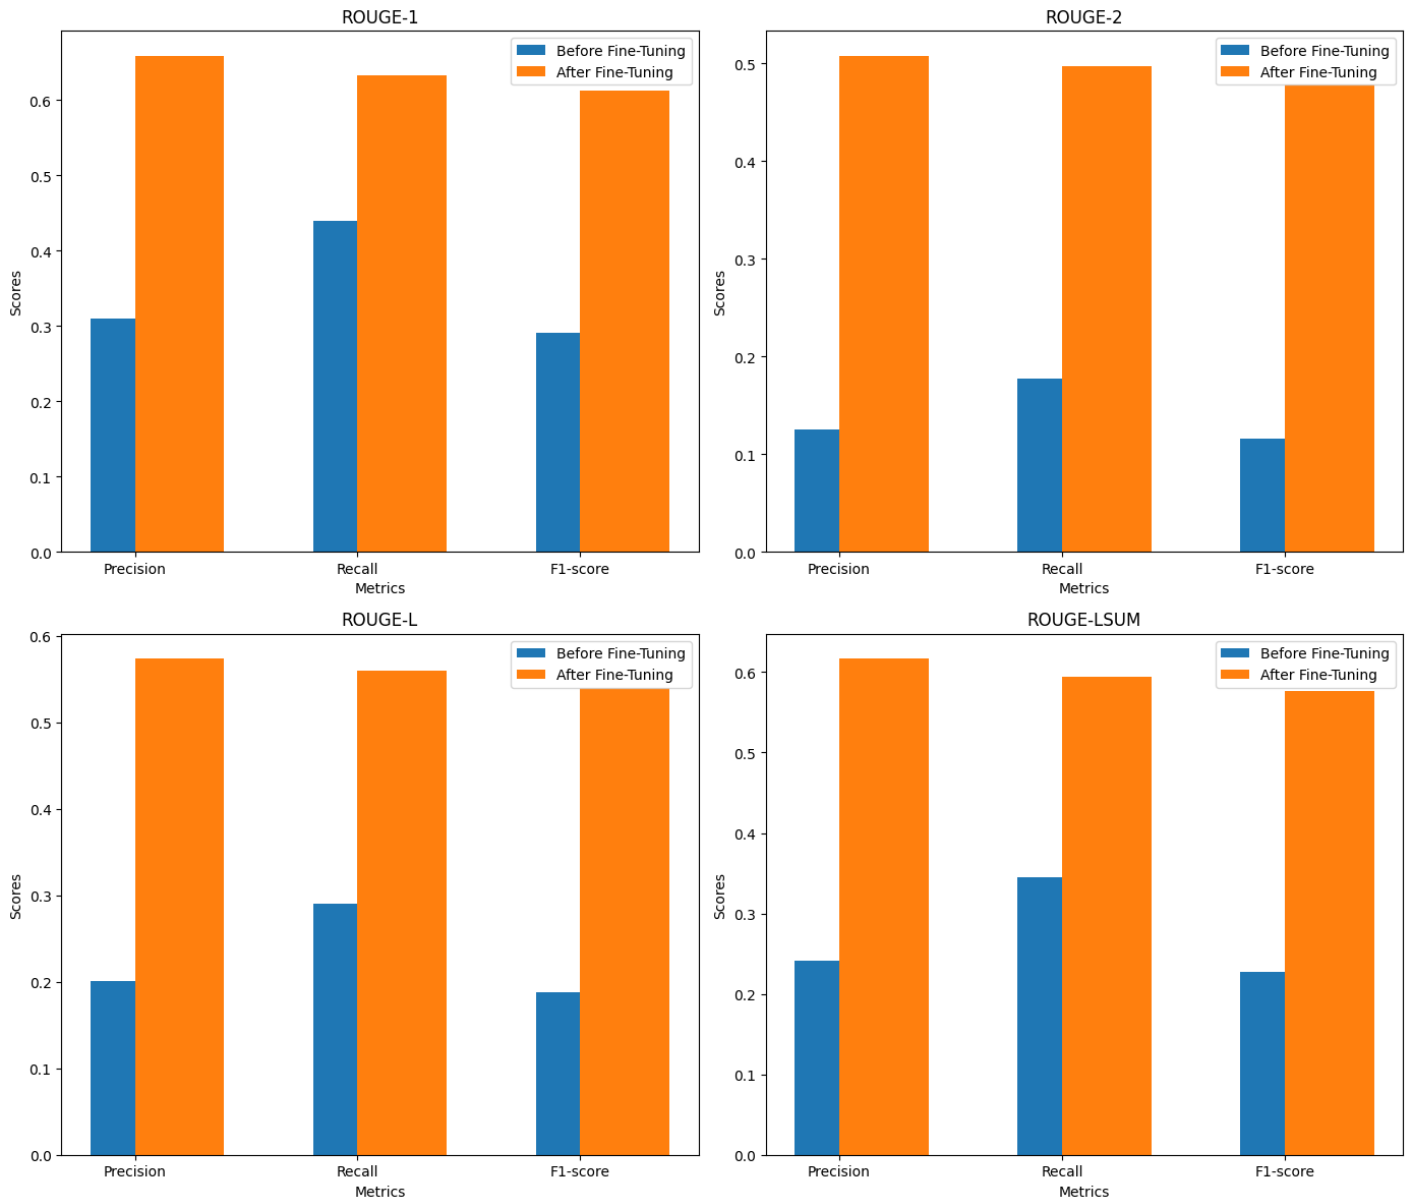 ROUGE-1
Before Fine-Tuning
After Fine-Tuning
0.6
0.5
0.4
0.3
0.2
0.1
0.0
Scores
Precision Recall F1-score
Metrics
ROUGE-2
Before Fine-Tuning
After Fine-Tuning
0.5
0.4
0.3
0.2
0.1
0.0
Scores
Precision Recall F1-score
Metrics
ROUGE-L
Before Fine-Tuning
After Fine-Tuning
0.6
0.5
0.4
0.3
0.2
0.1
0.0
Scores
Precision Recall F1-score
Metrics
ROUGE-LSUM
Before Fine-Tuning
After Fine-Tuning
0.6
0.5
0.4
0.3
0.2
0.1
0.0
Scores
Precision Recall F1-score
Metrics